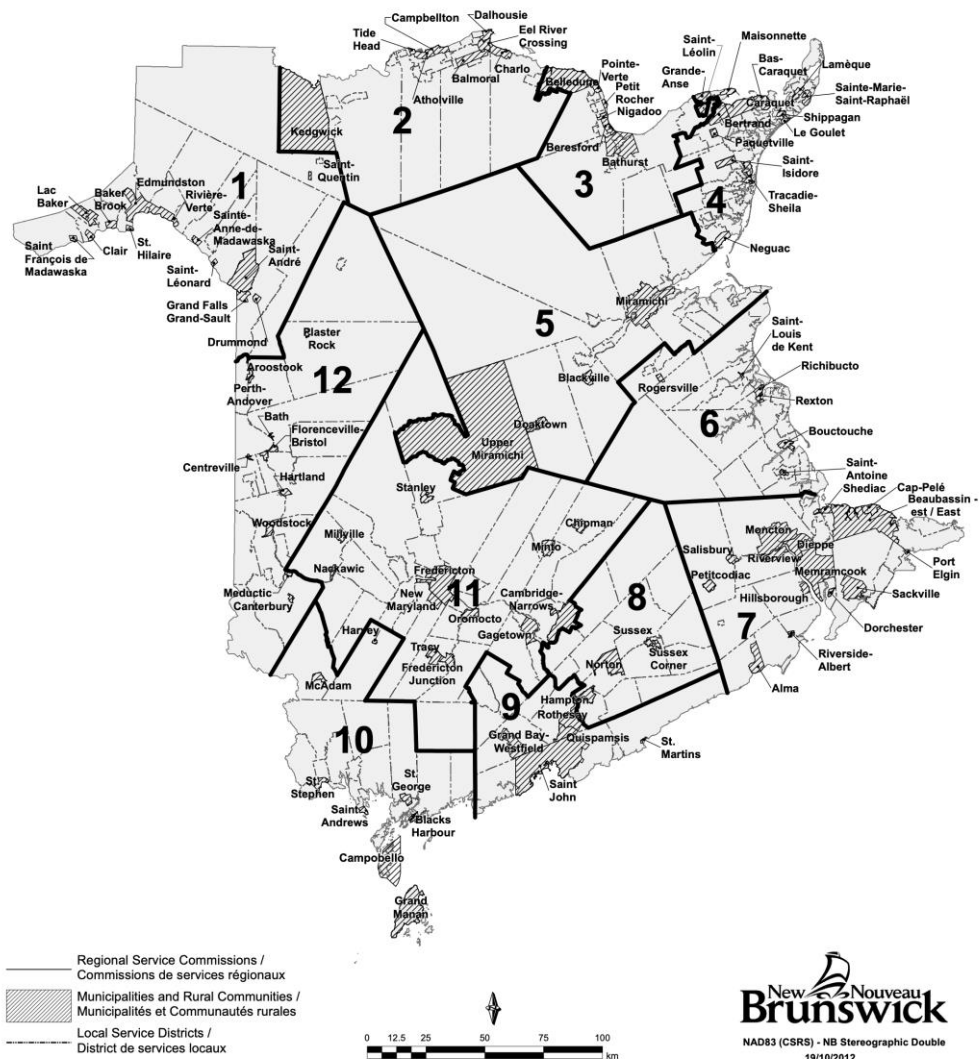 Campbellton
Dalhousie
Tide
Head
Eel River
Crossing
Balmoral
Charlo
Atholville
Belledune
Pointe-
Verte
Petit
Rocher
Nigadoo
Beresford
Bathurst
Saint-
Léolin
Maisonnette
Grande-
Anse
Bas-
Caraquet
Lamèque
Caraquet
Sainte-Marie-
Saint-Raphaël
Shippagan
Le Goulet
Bertrand
Paquetville
Saint-
Isidore
Tracadie-
Sheila
Neguac
Kedgwick
Saint-
Quentin
1
2
3
4
Lac
Baker
Baker
Brook
Edmundston
Rivière-
Verte
Sainte-
Anne-de-
Madawaska
Saint-
André
Saint
François de
Madawaska
Clair
St.
Hilaire
Saint-
Léonard
Grand Falls
Grand-Sault
Drummond
Miramichi
5
Plaster
Rock
12
Aroostook
Perth-
Andover
Bath
Florenceville-
Bristol
Centreville
Hartland
Woodstock
Blackville
Doaktown
Upper
Miramichi
Rogersville
Saint-
Louis
de Kent
Richibucto
Rexton
6
Bouctouche
Saint-
Antoine
Shediac
Cap-Pelé
Beaubassin -
est / East
Stanley
Millville
Nackawic
Meductic
Canterbury
Fredericton
New
Maryland
11
Oromocto
Chipman
Minto
Cambridge-
Narrows
Gagetown
Harvey
Tracy
Fredericton
Junction
McAdam
8
Sussex
Sussex
Corner
Norton
Salisbury
Petitcodiac
Moncton
Dieppe
Riverview
Memramcook
Hillsborough
7
Port
Elgin
Sackville
Dorchester
Riverside-
Albert
Alma
9
Hampton
Rothesay
Grand Bay-
Westfield
Quispamsis
St.
Martins
Saint
John
10
St.
Stephen
Saint
Andrews
St.
George
Blacks
Harbour
Campobello
Grand
Manan
Regional Service Commissions /
Commissions de services régionaux
Municipalities and Rural Communities /
Municipalités et Communautés rurales
Local Service Districts /
District de services locaux
0 12.5 25 50 75 100
km
New Nouveau
Brunswick
NAD83 (CSRS) - NB Stereographic Double
19/10/2012